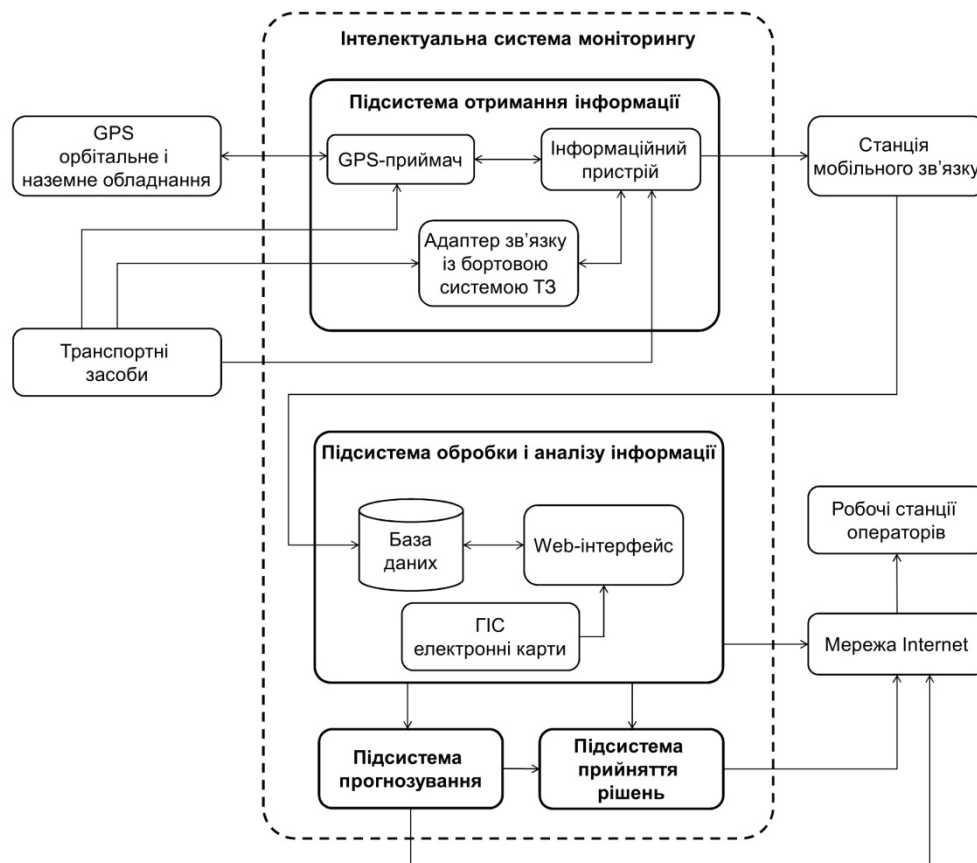 Інтелектуальна система моніторингу
Підсистема отримання інформації
GPS
орбітальне і
наземне обладнання
GPS-приймач
Інформаційний
пристрій
Станція
мобільного зв’язку
Адаптер зв’язку
із бортовою
системою ТЗ
Транспортні
засоби
Підсистема обробки і аналізу інформації
База
даних
Web-інтерфейс
ГІС
електронні карти
Робочі станції
операторів
Мережа Internet
Підсистема
прогнозування
Підсистема
прийняття
рішень